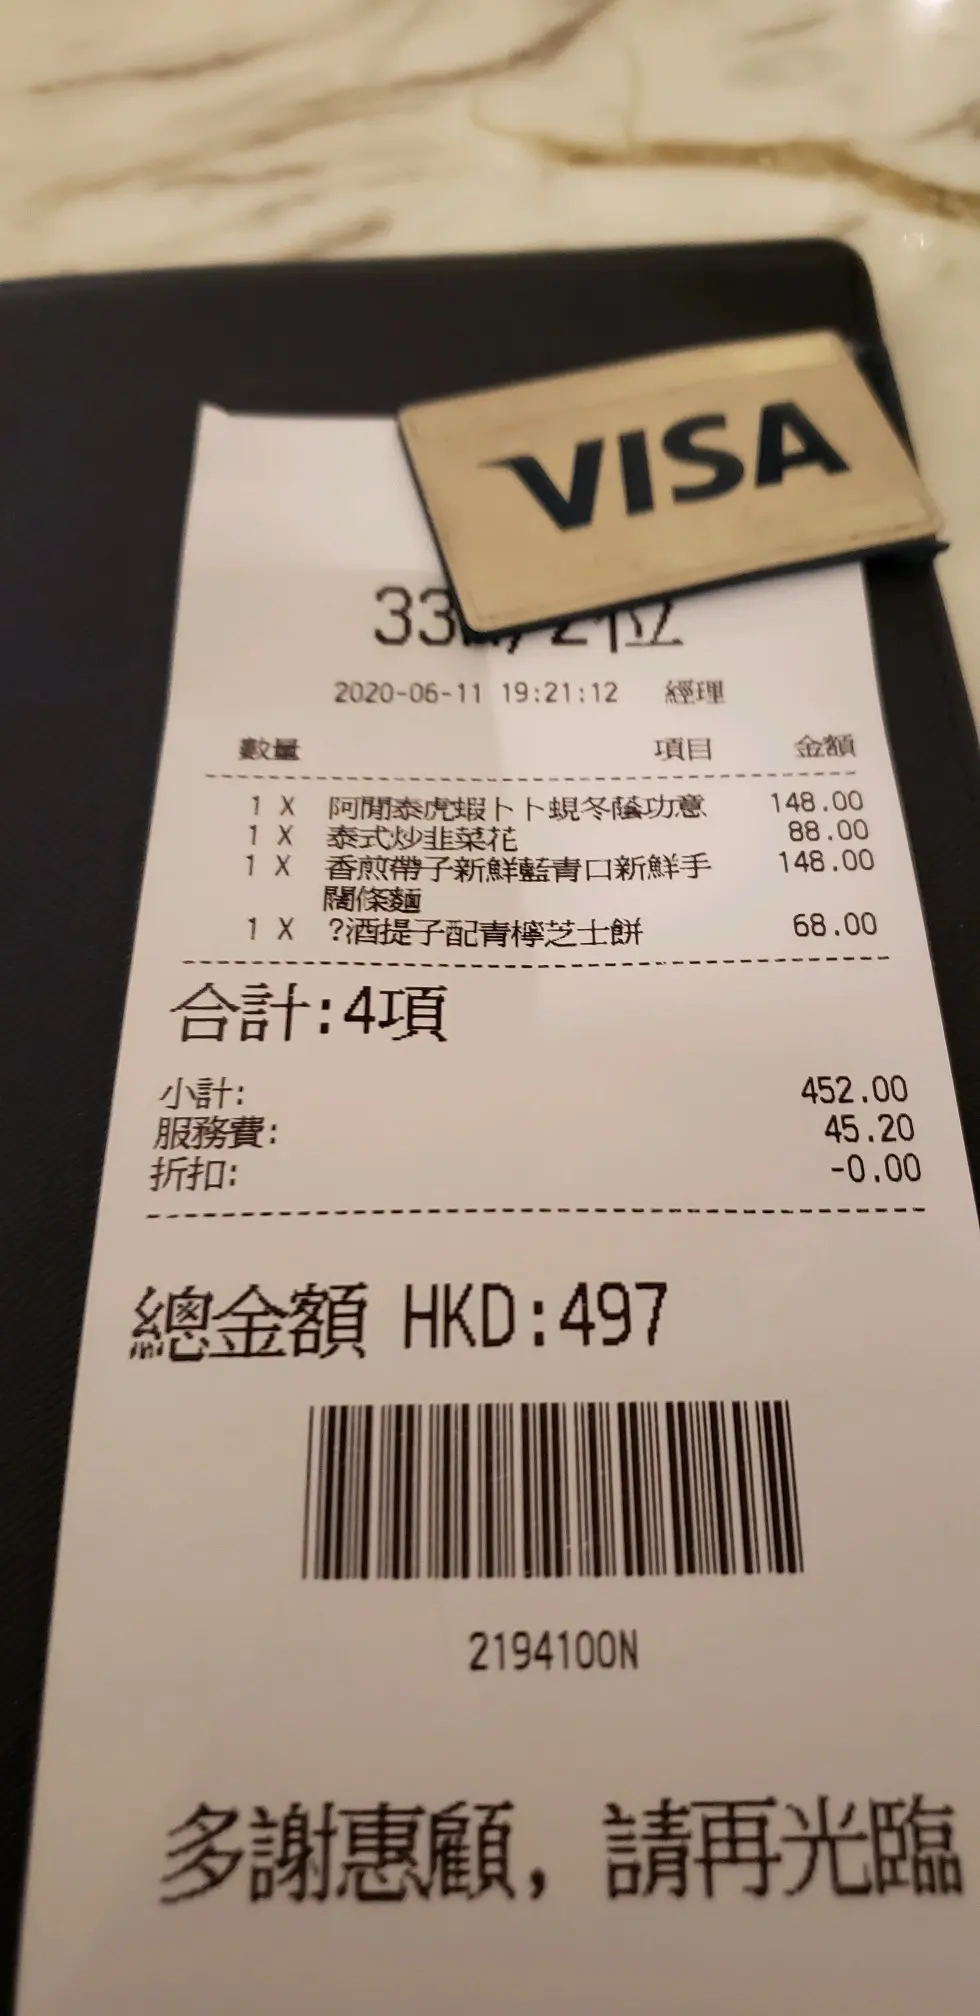 VISA
33 2位
2020-06-11 19:21:12 經理
數量 項目 金額
1 X 阿閒泰虎蝦卜卜蜆冬蔭功意 148.00
1 X 泰式炒韭菜花 88.00
1 X 香煎帶子新鮮藍青口新鮮手 148.00
闊條麵
1 X ?酒提子配青檸芝士餅 68.00
合計:4項
小計: 452.00
服務費: 45.20
折扣: -0.00
總金額 HKD:497
2194100N
多謝惠顧, 請再光臨